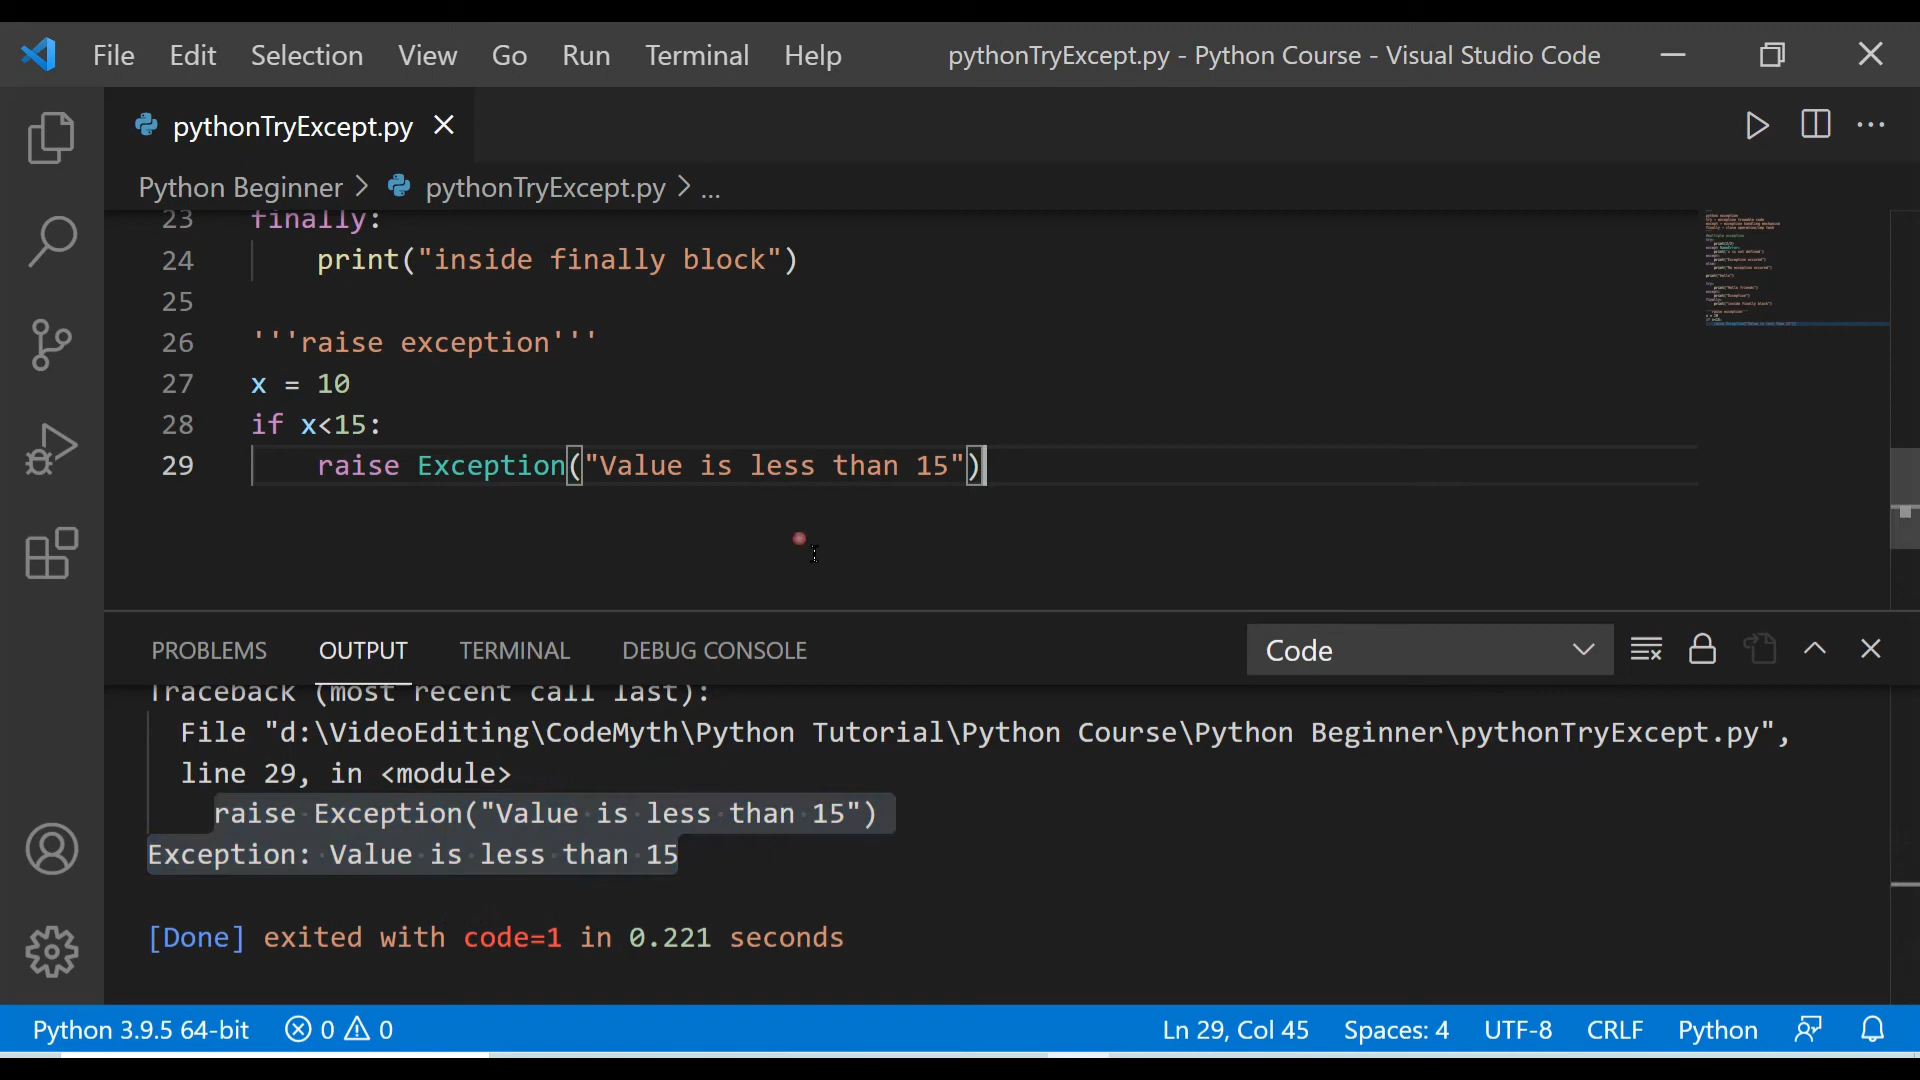 File Edit Selection View Go Run Terminal Help pythonTryExcept.py - Python Course - Visual Studio Code
pythonTryExcept.py
Python Beginner > pythonTryExcept.py > ...
23 finally:
24 print("inside finally block")
25
26 '''raise exception'''
27 x = 10
28 if x<15:
29 raise Exception("Value is less than 15")
PROBLEMS OUTPUT TERMINAL DEBUG CONSOLE Code
Traceback (most recent call last):
File "d:\VideoEditing\CodeMyth\Python Tutorial\Python Course\Python Beginner\pythonTryExcept.py",
line 29, in <module>
raise Exception("Value is less than 15")
Exception: Value is less than 15
[Done] exited with code=1 in 0.221 seconds
Python 3.9.5 64-bit 0 0 Ln 29, Col 45 Spaces: 4 UTF-8 CRLF Python